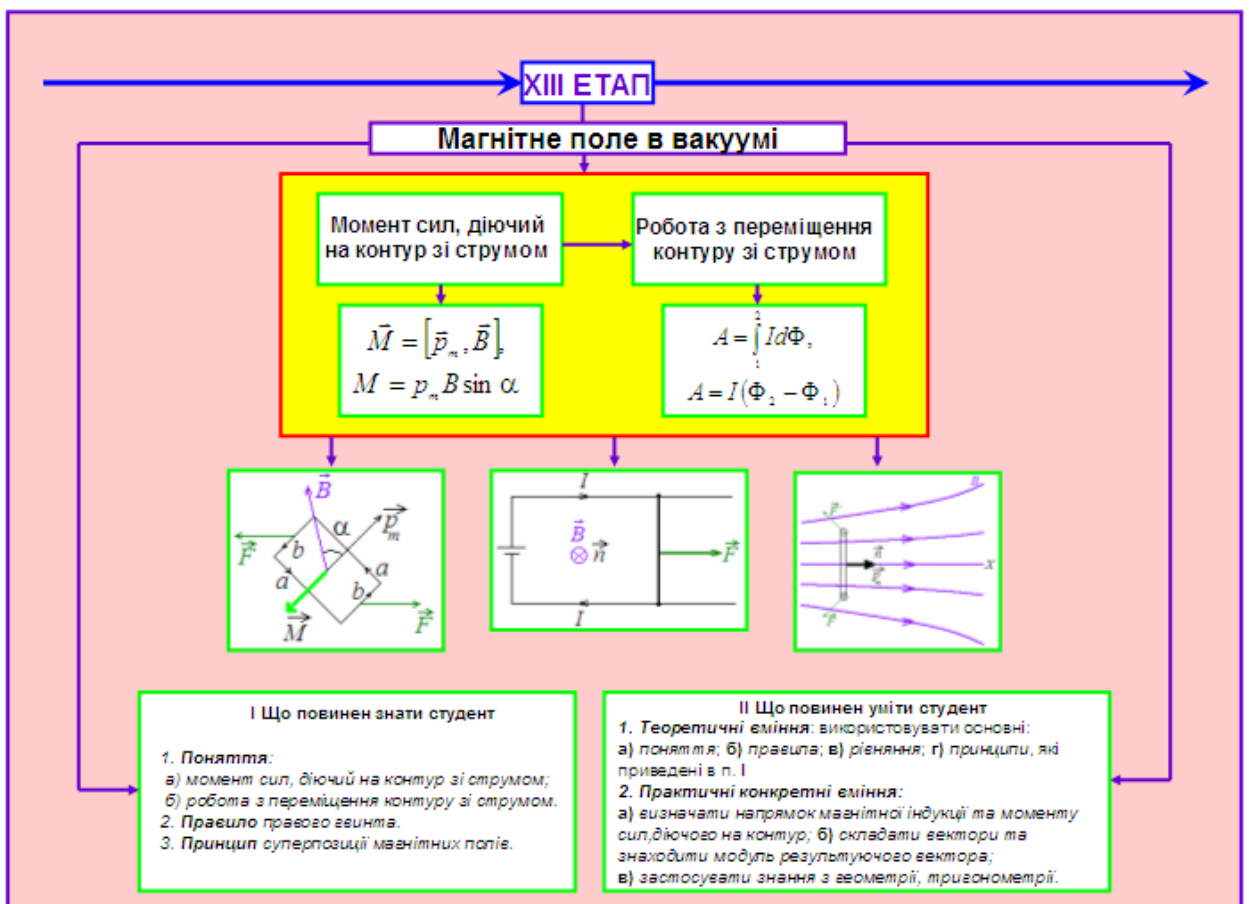 XIII ЕТАП
Магнітне поле в вакуумі
Момент сил, діючий
на контур зі струмом
Робота з переміщення
контуру зі струмом
M⃗ = [p⃗ₘ, B⃗],
M = pₘ B sin α
A = ∫₁² IdΦ,
A = I(Φ₂ − Φ₁)
B⃗
α
p⃗ₘ
b
F⃗
a
a
b
M⃗
F⃗
I
B⃗
n⃗
F⃗
I
n⃗
x
I Що повинен знати студент
1. Поняття:
а) момент сил, діючий на контур зі струмом;
б) робота з переміщення контуру зі струмом.
2. Правило правого гвинта.
3. Принцип суперпозиції магнітних полів.
II Що повинен уміти студент
1. Теоретичні вміння: використовувати основні:
а) поняття; б) правила; в) рівняння; г) принципи, які
приведені в п. I
2. Практичні конкретні вміння:
а) визначати напрямок магнітної індукції та моменту
сил,діючого на контур; б) складати вектори та
знаходити модуль результуючого вектора;
в) застосувати знання з геометрії, тригонометрії.